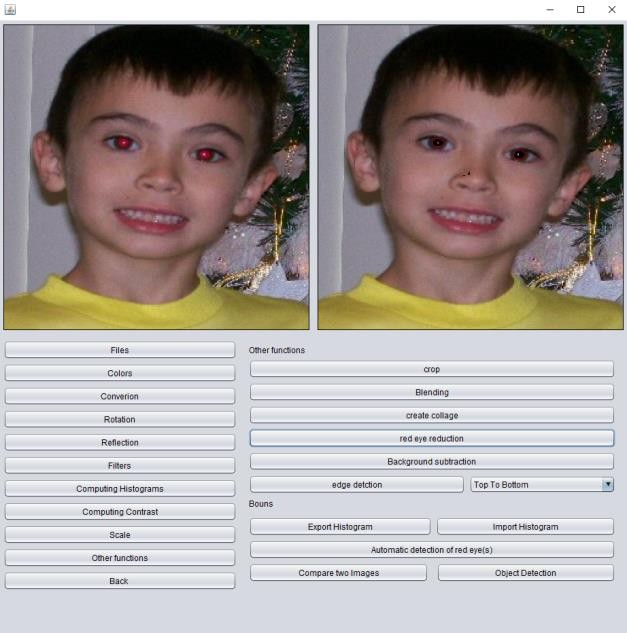 Files
Colors
Converion
Rotation
Reflection
Filters
Computing Histograms
Computing Contrast
Scale
Other functions
Back
Other functions
crop
Blending
create collage
red eye reduction
Background subtraction
edge detction
Top To Bottom
Bouns
Export Histogram
Import Histogram
Automatic detection of red eye(s)
Compare two Images
Object Detection